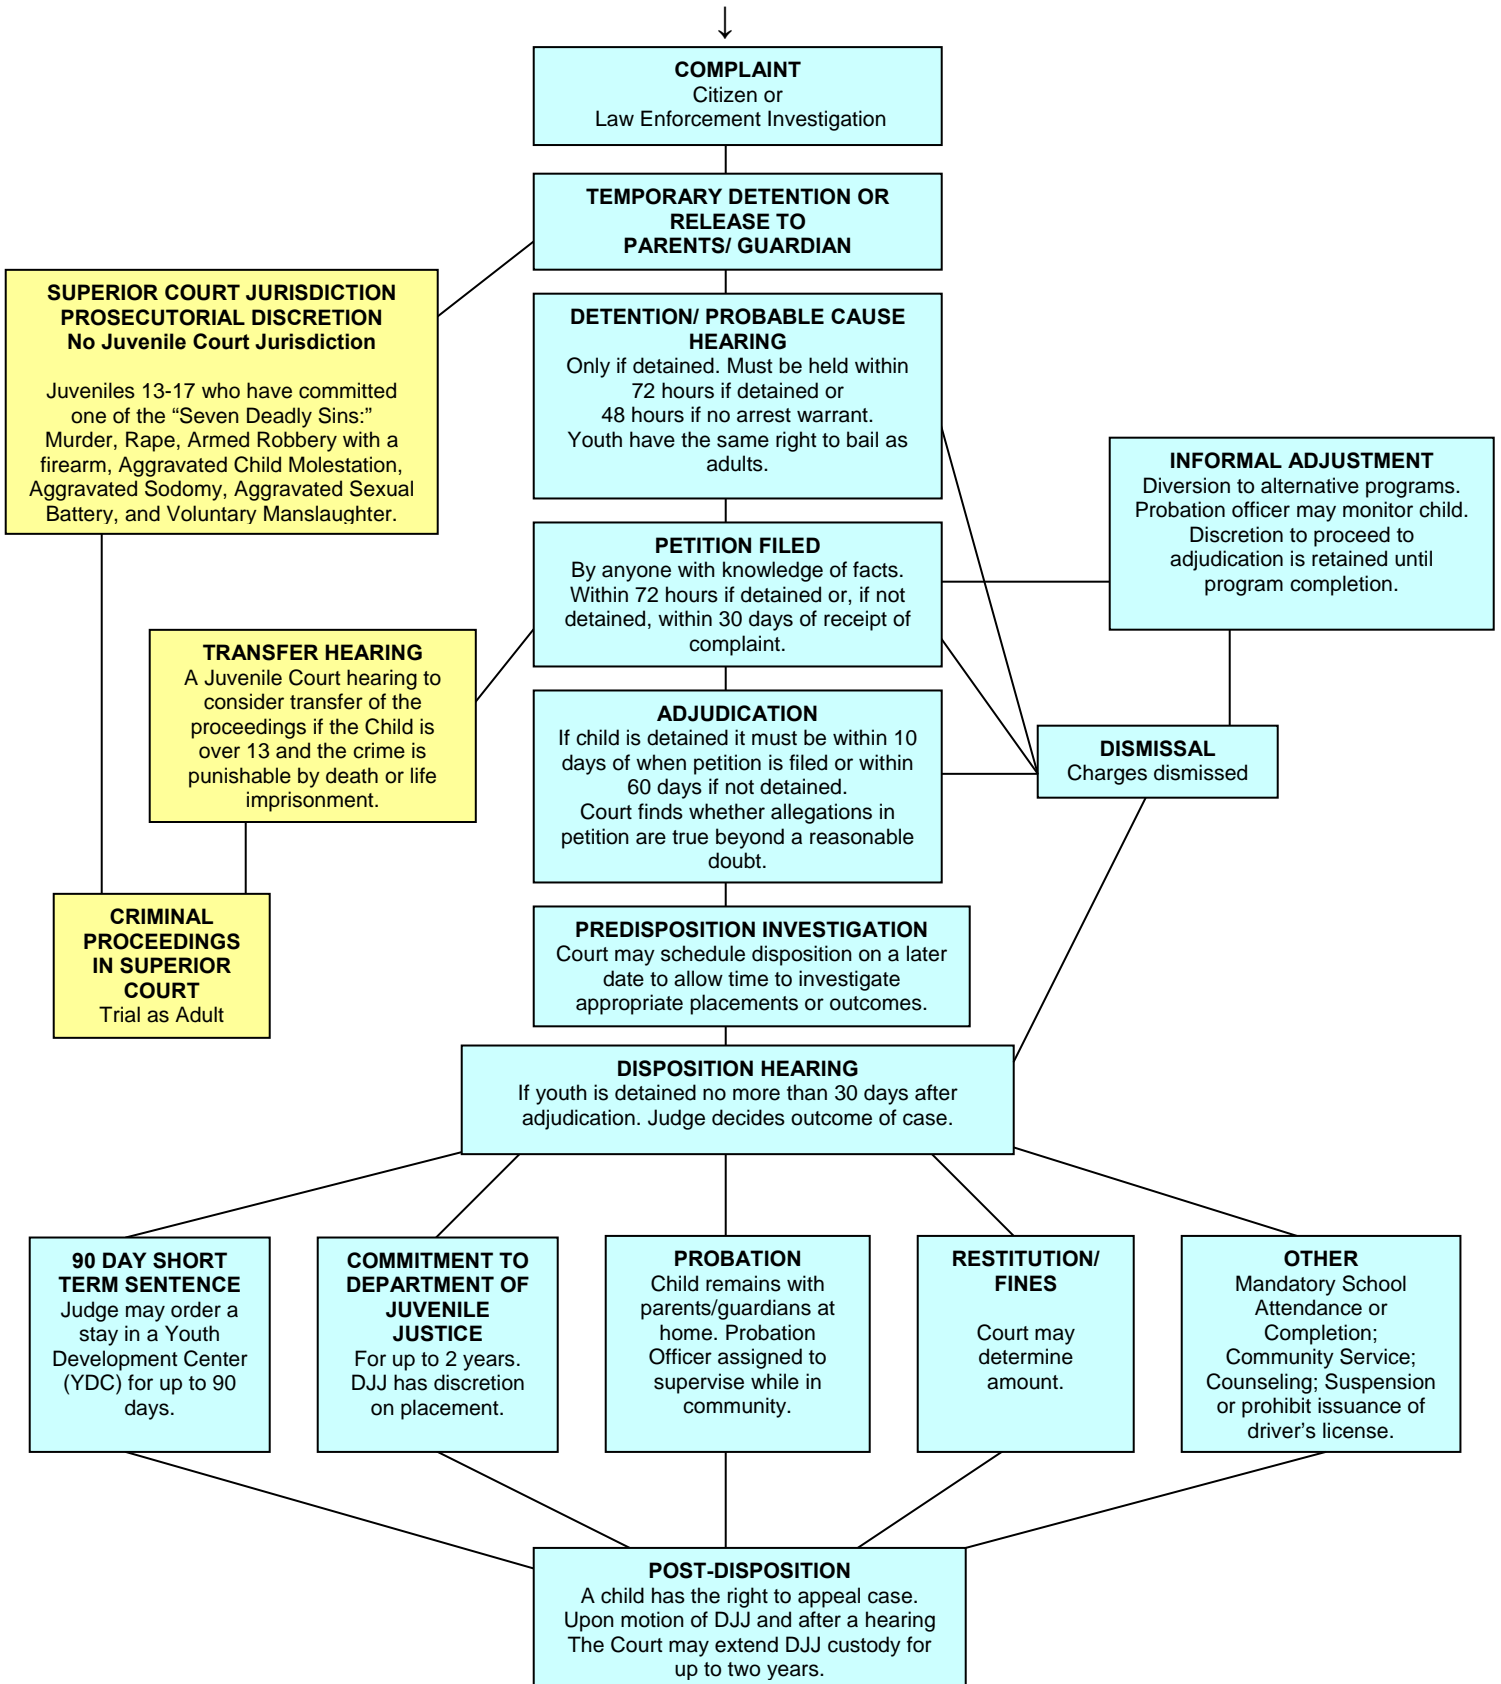 ↓
COMPLAINT
Citizen or
Law Enforcement Investigation
TEMPORARY DETENTION OR
RELEASE TO
PARENTS/ GUARDIAN
SUPERIOR COURT JURISDICTION
PROSECUTORIAL DISCRETION
No Juvenile Court Jurisdiction
Juveniles 13-17 who have committed
one of the “Seven Deadly Sins:”
Murder, Rape, Armed Robbery with a
firearm, Aggravated Child Molestation,
Aggravated Sodomy, Aggravated Sexual
Battery, and Voluntary Manslaughter.
DETENTION/ PROBABLE CAUSE
HEARING
Only if detained. Must be held within
72 hours if detained or
48 hours if no arrest warrant.
Youth have the same right to bail as
adults.
INFORMAL ADJUSTMENT
Diversion to alternative programs.
Probation officer may monitor child.
Discretion to proceed to
adjudication is retained until
program completion.
PETITION FILED
By anyone with knowledge of facts.
Within 72 hours if detained or, if not
detained, within 30 days of receipt of
complaint.
TRANSFER HEARING
A Juvenile Court hearing to
consider transfer of the
proceedings if the Child is
over 13 and the crime is
punishable by death or life
imprisonment.
ADJUDICATION
If child is detained it must be within 10
days of when petition is filed or within
60 days if not detained.
Court finds whether allegations in
petition are true beyond a reasonable
doubt.
DISMISSAL
Charges dismissed
CRIMINAL
PROCEEDINGS
IN SUPERIOR
COURT
Trial as Adult
PREDISPOSITION INVESTIGATION
Court may schedule disposition on a later
date to allow time to investigate
appropriate placements or outcomes.
DISPOSITION HEARING
If youth is detained no more than 30 days after
adjudication. Judge decides outcome of case.
90 DAY SHORT
TERM SENTENCE
Judge may order a
stay in a Youth
Development Center
(YDC) for up to 90
days.
COMMITMENT TO
DEPARTMENT OF
JUVENILE
JUSTICE
For up to 2 years.
DJJ has discretion
on placement.
PROBATION
Child remains with
parents/guardians at
home. Probation
Officer assigned to
supervise while in
community.
RESTITUTION/
FINES
Court may
determine
amount.
OTHER
Mandatory School
Attendance or
Completion;
Community Service;
Counseling; Suspension
or prohibit issuance of
driver’s license.
POST-DISPOSITION
A child has the right to appeal case.
Upon motion of DJJ and after a hearing
The Court may extend DJJ custody for
up to two years.